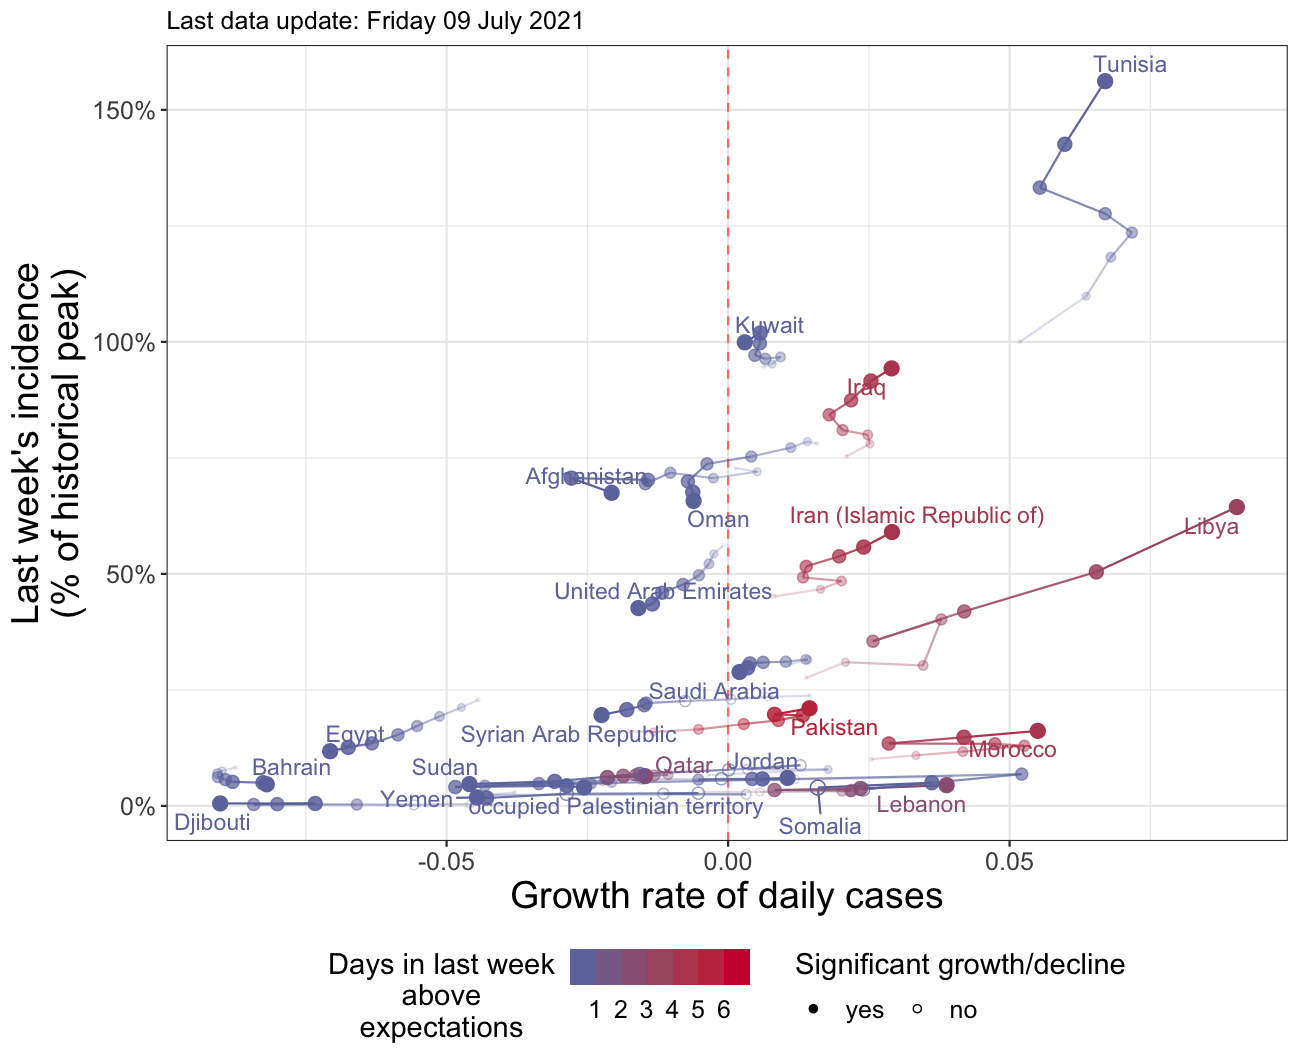 Last data update: Friday 09 July 2021
Last week's incidence
(% of historical peak)
150%
100%
50%
0%
Tunisia
Kuwait
Iraq
Afghanistan
Oman
Iran (Islamic Republic of)
Libya
United Arab Emirates
Saudi Arabia
Egypt
Syrian Arab Republic
Pakistan
Morocco
Bahrain
Sudan
Qatar
Jordan
Yemen
occupied Palestinian territory
Lebanon
Djibouti
Somalia
-0.05
0.00
0.05
Growth rate of daily cases
Days in last week
above
expectations
1 2 3 4 5 6
Significant growth/decline
yes no